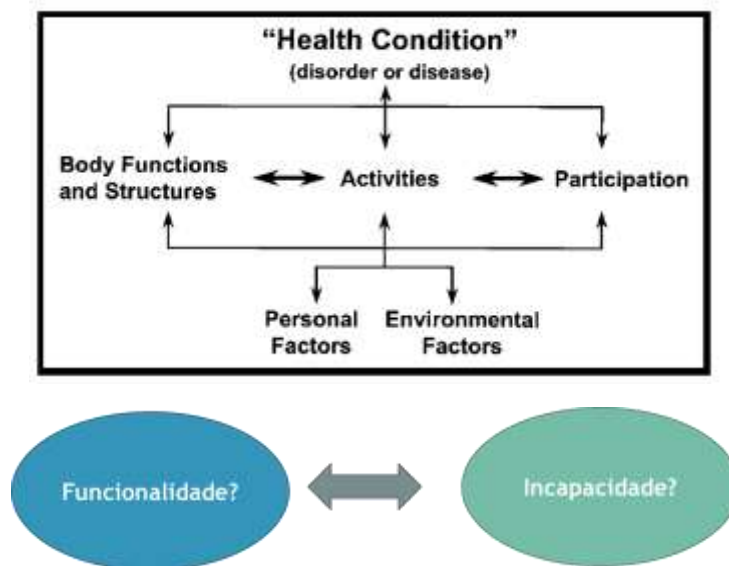 “Health Condition”
(disorder or disease)
Body Functions
and Structures
Activities
Participation
Personal
Factors
Environmental
Factors
Funcionalidade?
Incapacidade?